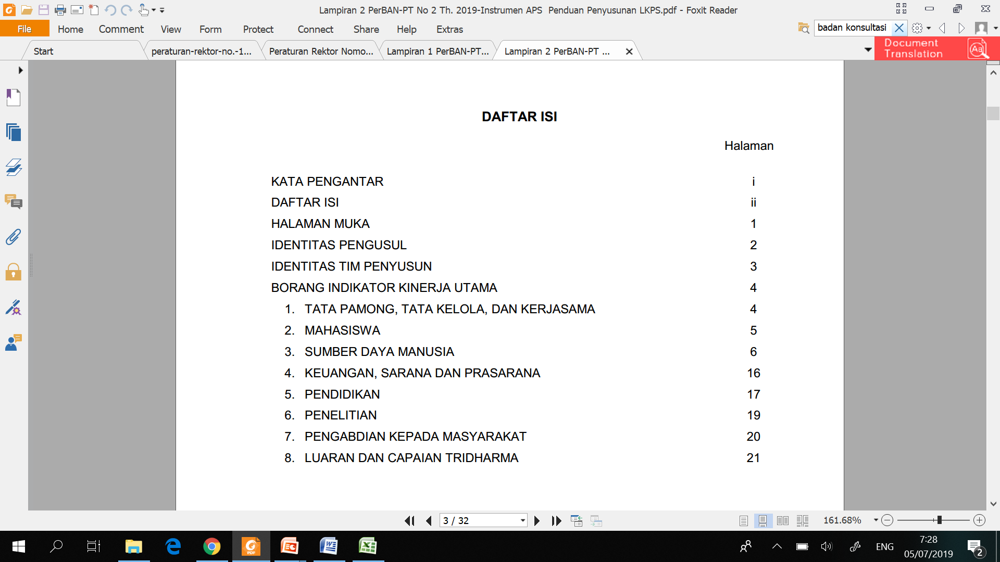 Lampiran 2 PerBAN-PT No 2 Th. 2019-Instrumen APS  Penduan Penyusunan LKPS.pdf - Foxit Reader
File Home Comment View Form Protect Connect Share Help Extras badan konsultasi
Start peraturan-rektor-no.-1... Peraturan Rektor Nomo... Lampiran 1 PerBAN-PT... Lampiran 2 PerBAN-PT ...
Document
Translation
Aa
DAFTAR ISI
Halaman
KATA PENGANTAR i
DAFTAR ISI ii
HALAMAN MUKA 1
IDENTITAS PENGUSUL 2
IDENTITAS TIM PENYUSUN 3
BORANG INDIKATOR KINERJA UTAMA 4
1. TATA PAMONG, TATA KELOLA, DAN KERJASAMA 4
2. MAHASISWA 5
3. SUMBER DAYA MANUSIA 6
4. KEUANGAN, SARANA DAN PRASARANA 16
5. PENDIDIKAN 17
6. PENELITIAN 19
7. PENGABDIAN KEPADA MASYARAKAT 20
8. LUARAN DAN CAPAIAN TRIDHARMA 21
3 / 32 161.68%
PDF
ENG
7:28
05/07/2019
2